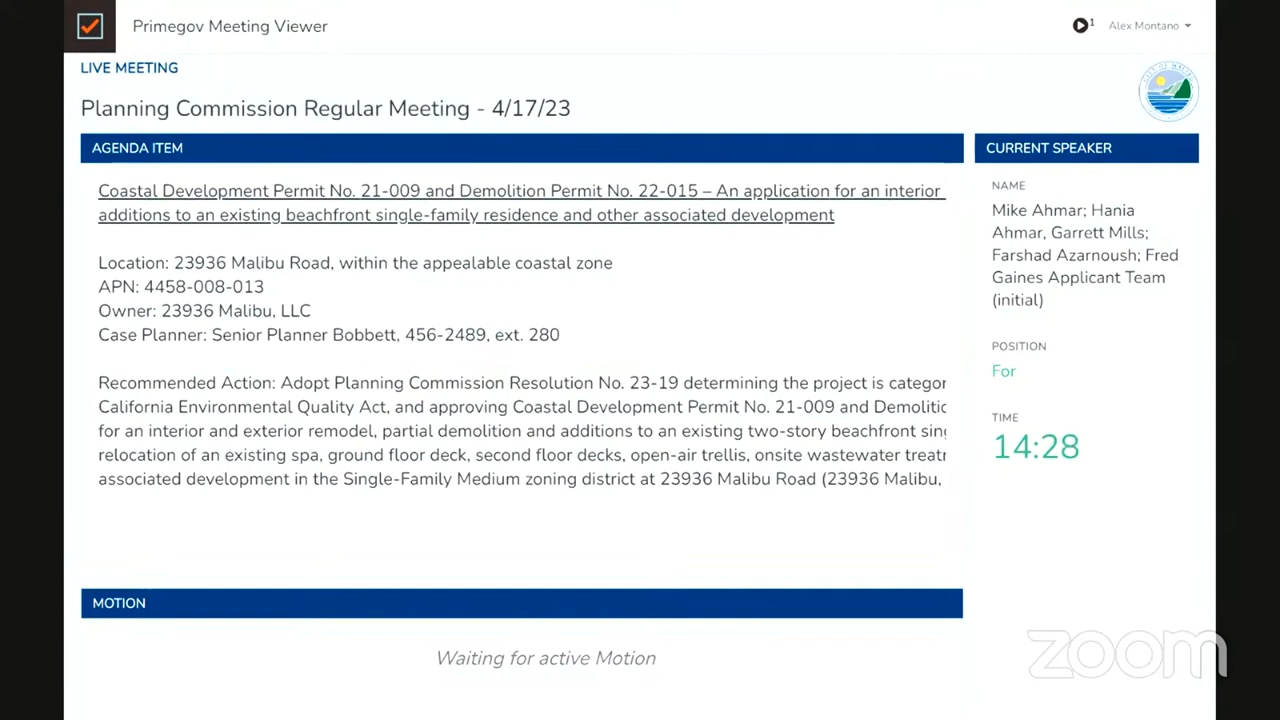 Primegov Meeting Viewer
1
Alex Montano
LIVE MEETING
Planning Commission Regular Meeting - 4/17/23
CITY OF MALIBU
AGENDA ITEM
Coastal Development Permit No. 21-009 and Demolition Permit No. 22-015 – An application for an interior
additions to an existing beachfront single-family residence and other associated development
Location: 23936 Malibu Road, within the appealable coastal zone
APN: 4458-008-013
Owner: 23936 Malibu, LLC
Case Planner: Senior Planner Bobbett, 456-2489, ext. 280
Recommended Action: Adopt Planning Commission Resolution No. 23-19 determining the project is categor
California Environmental Quality Act, and approving Coastal Development Permit No. 21-009 and Demolitic
for an interior and exterior remodel, partial demolition and additions to an existing two-story beachfront sing
relocation of an existing spa, ground floor deck, second floor decks, open-air trellis, onsite wastewater treatr
associated development in the Single-Family Medium zoning district at 23936 Malibu Road (23936 Malibu,
CURRENT SPEAKER
NAME
Mike Ahmar; Hania
Ahmar, Garrett Mills;
Farshad Azarnoush; Fred
Gaines Applicant Team
(initial)
POSITION
For
TIME
14:28
MOTION
Waiting for active Motion
zoom